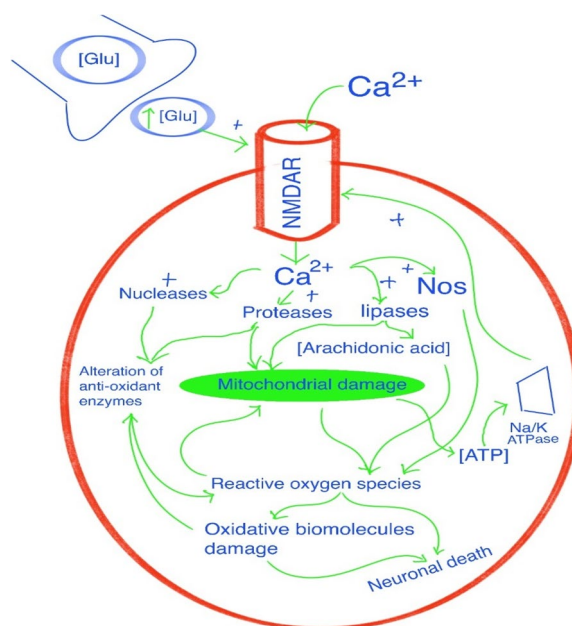 [Glu]
[Glu]
+
Ca²⁺
NMDAR
+
Ca²⁺
+
+
+
+
Nucleases
Proteases
lipases
Nos
[Arachidonic acid]
Alteration of
anti-oxidant
enzymes
Mitochondrial damage
Na/K
ATPase
[ATP]
Reactive oxygen species
Oxidative biomolecules
damage
Neuronal death